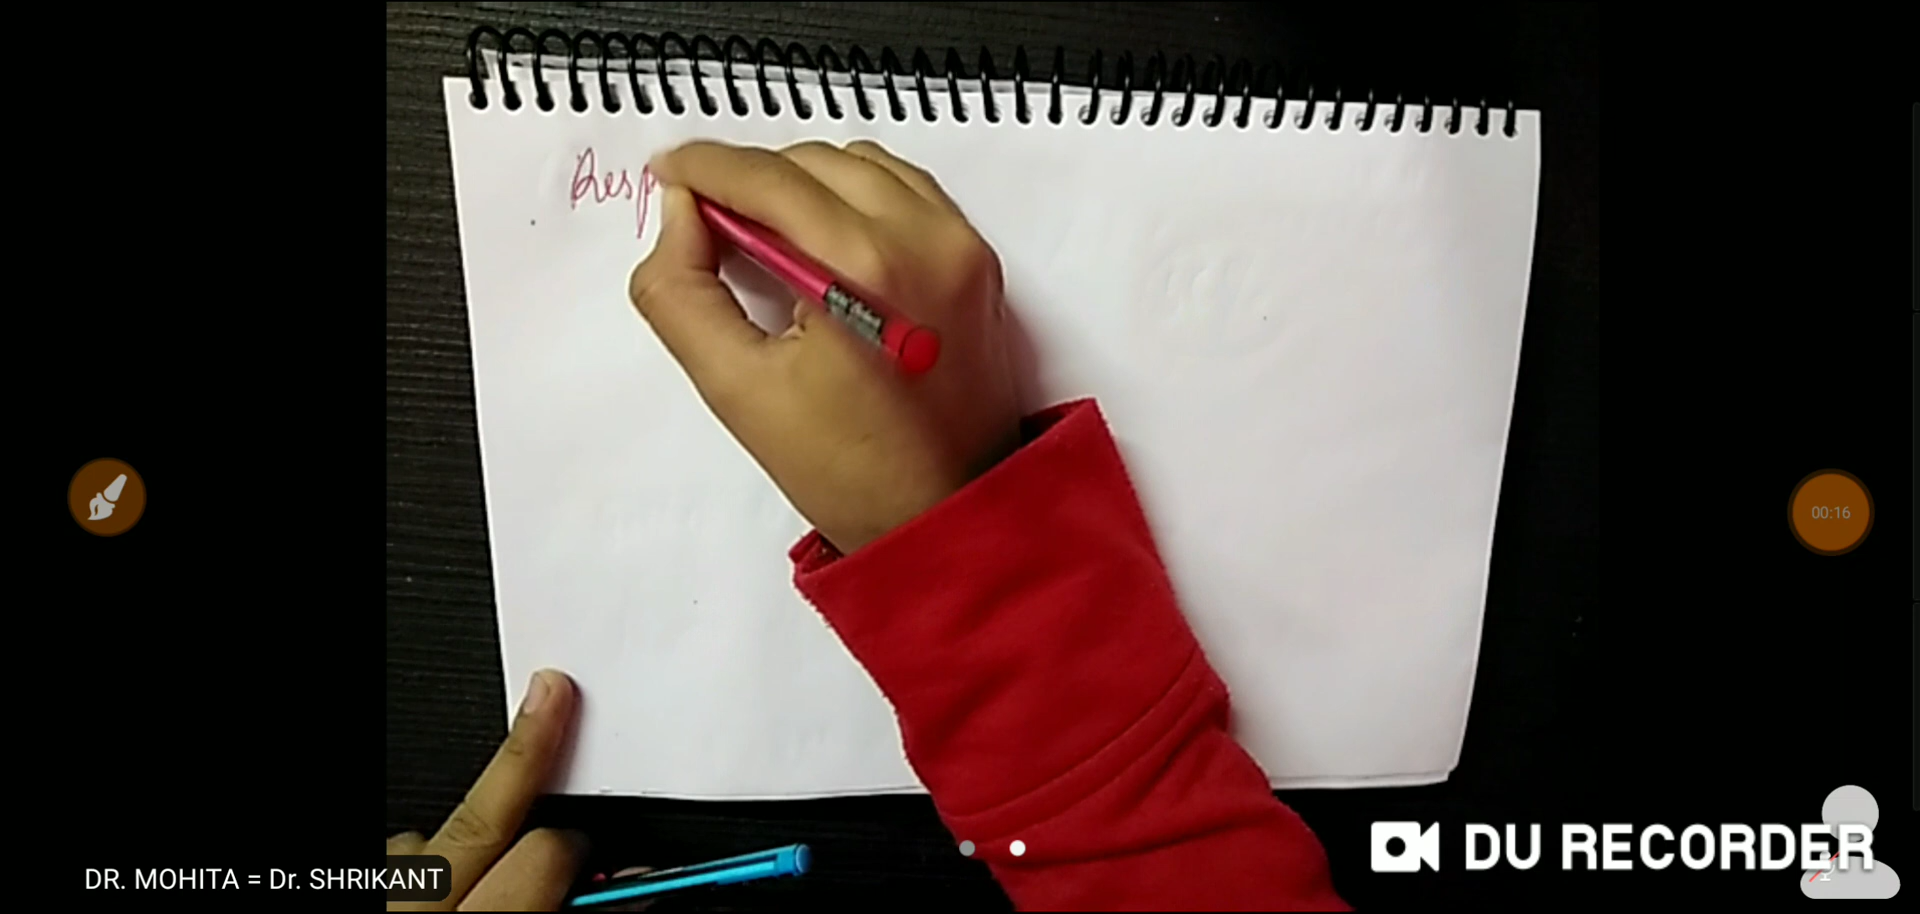 Resp
00:16
DU RECORDER
DR. MOHITA = Dr. SHRIKANT